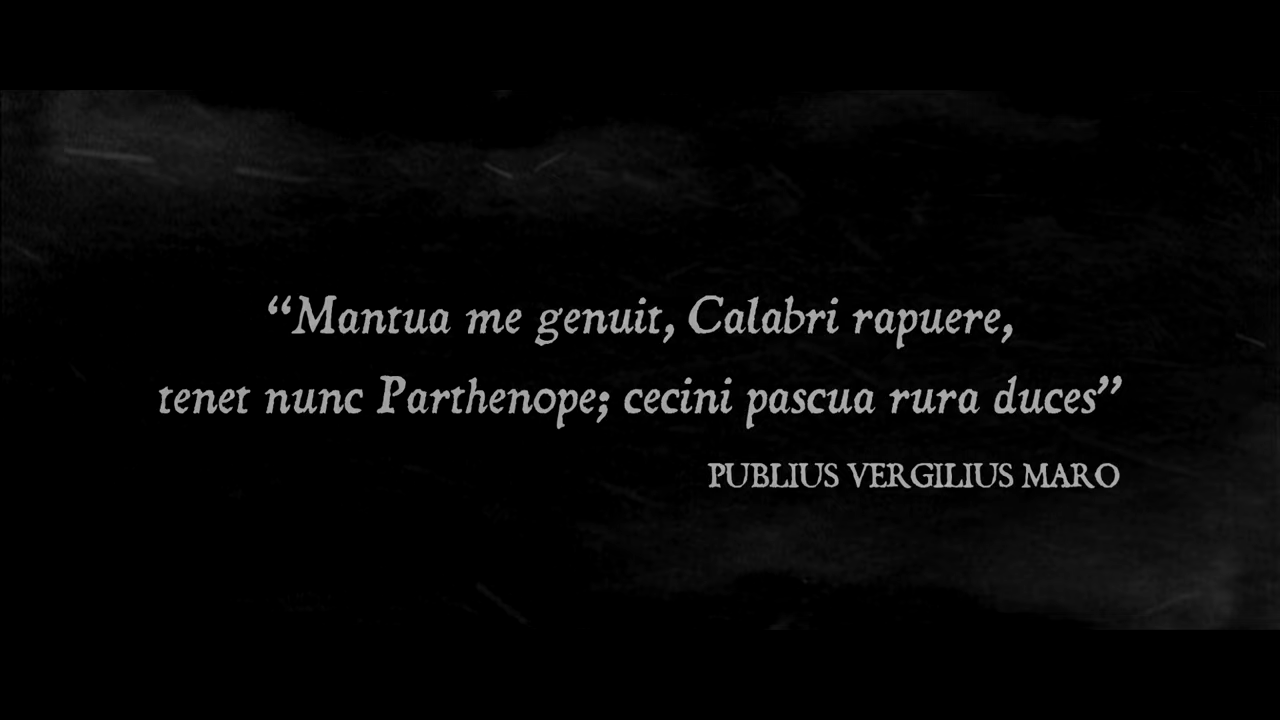 “Mantua me genuit, Calabri rapuere,
tenet nunc Parthenope; cecini pascua rura duces”
PUBLIUS VERGILIUS MARO